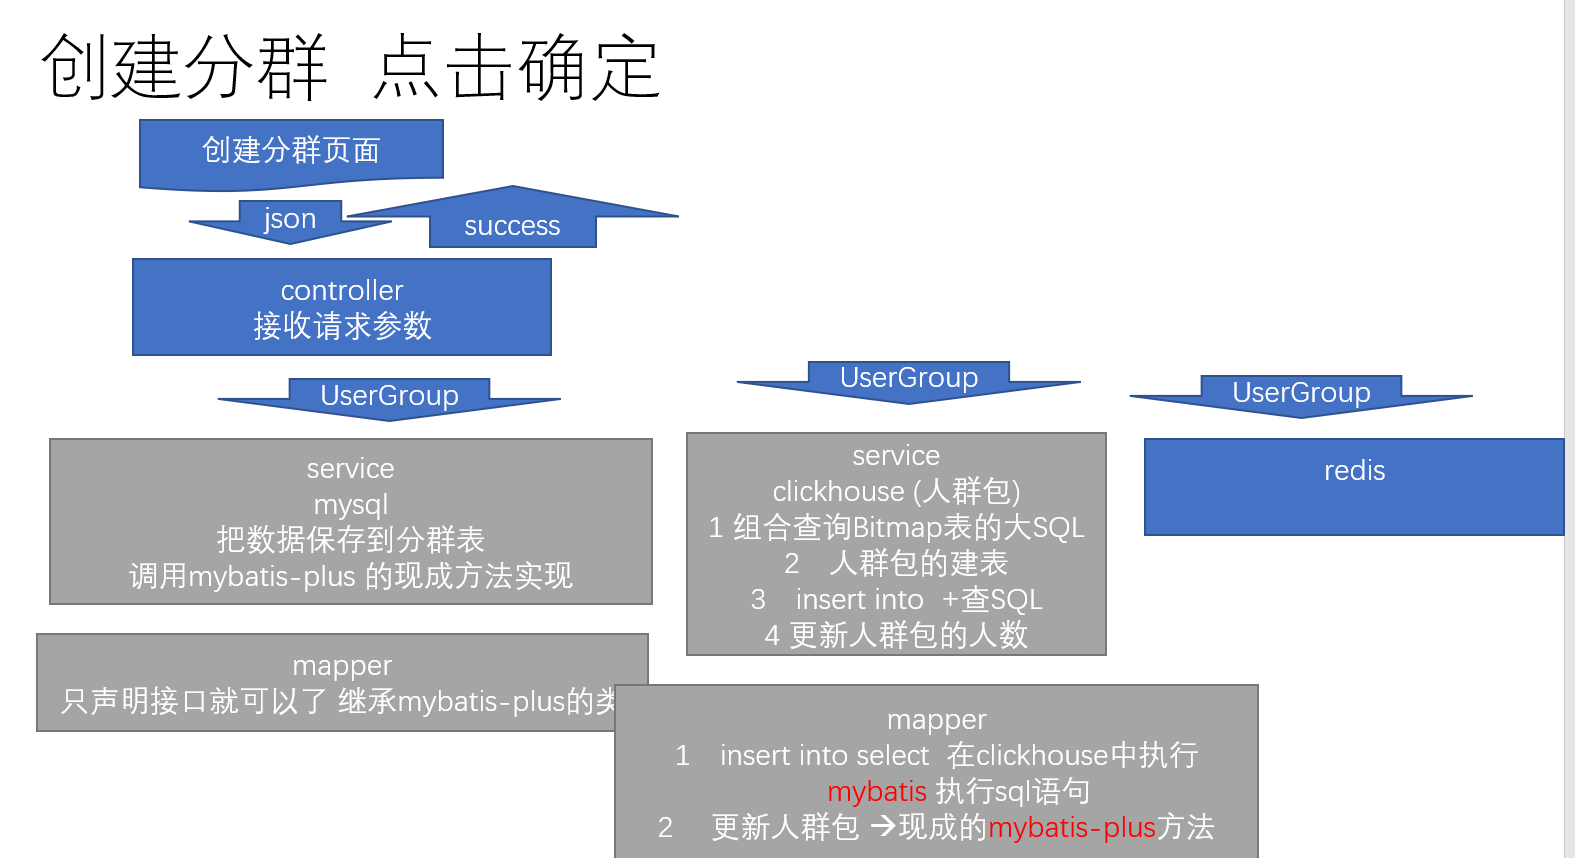 创建分群 点击确定
创建分群页面
json
success
controller
接收请求参数
UserGroup
service
mysql
把数据保存到分群表
调用mybatis-plus 的现成方法实现
mapper
只声明接口就可以了 继承mybatis-plus的类
UserGroup
service
clickhouse (人群包)
1 组合查询Bitmap表的大SQL
2 人群包的建表
3 insert into +查SQL
4 更新人群包的人数
mapper
1 insert into select 在clickhouse中执行
mybatis 执行sql语句
2 更新人群包 →现成的mybatis-plus方法
UserGroup
redis